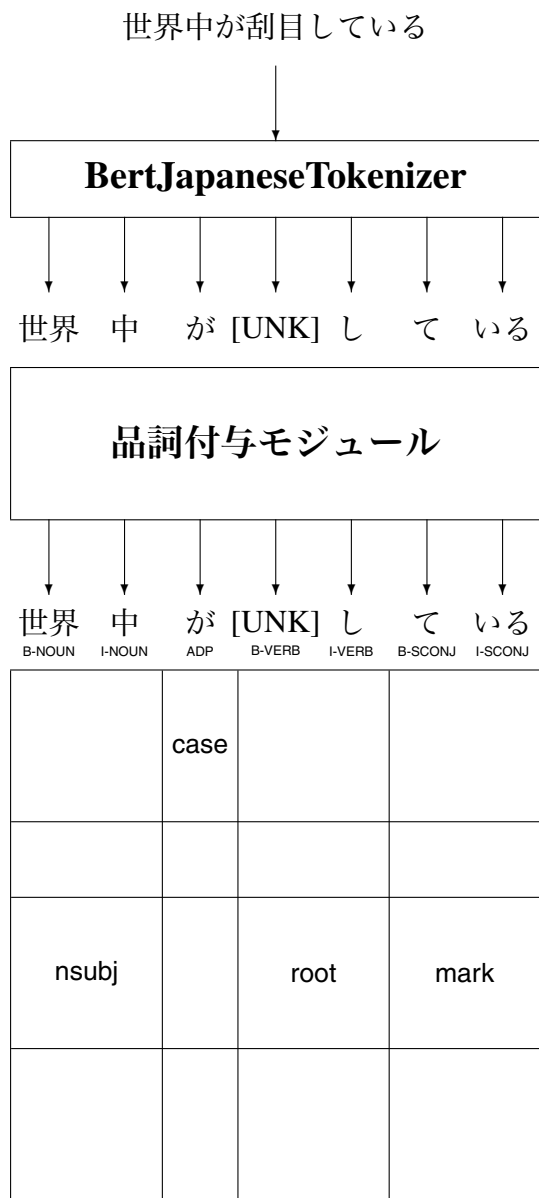 世界中が刮目している
BertJapaneseTokenizer
世界 中 が [UNK] し て いる
品詞付与モジュール
世界 中 が [UNK] し て いる
B-NOUN I-NOUN ADP B-VERB I-VERB B-SCONJ I-SCONJ
case
nsubj root mark